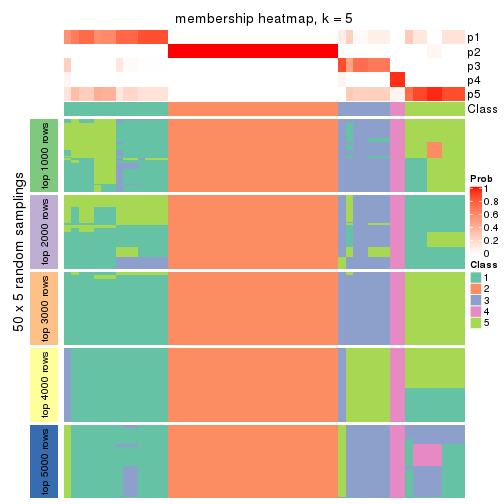 membership heatmap, k = 5
p1
p2
p3
p4
p5
Class
50 x 5 random samplings
top 1000 rows
top 2000 rows
top 3000 rows
top 4000 rows
top 5000 rows
Prob
1
0.8
0.6
0.4
0.2
0
Class
1
2
3
4
5